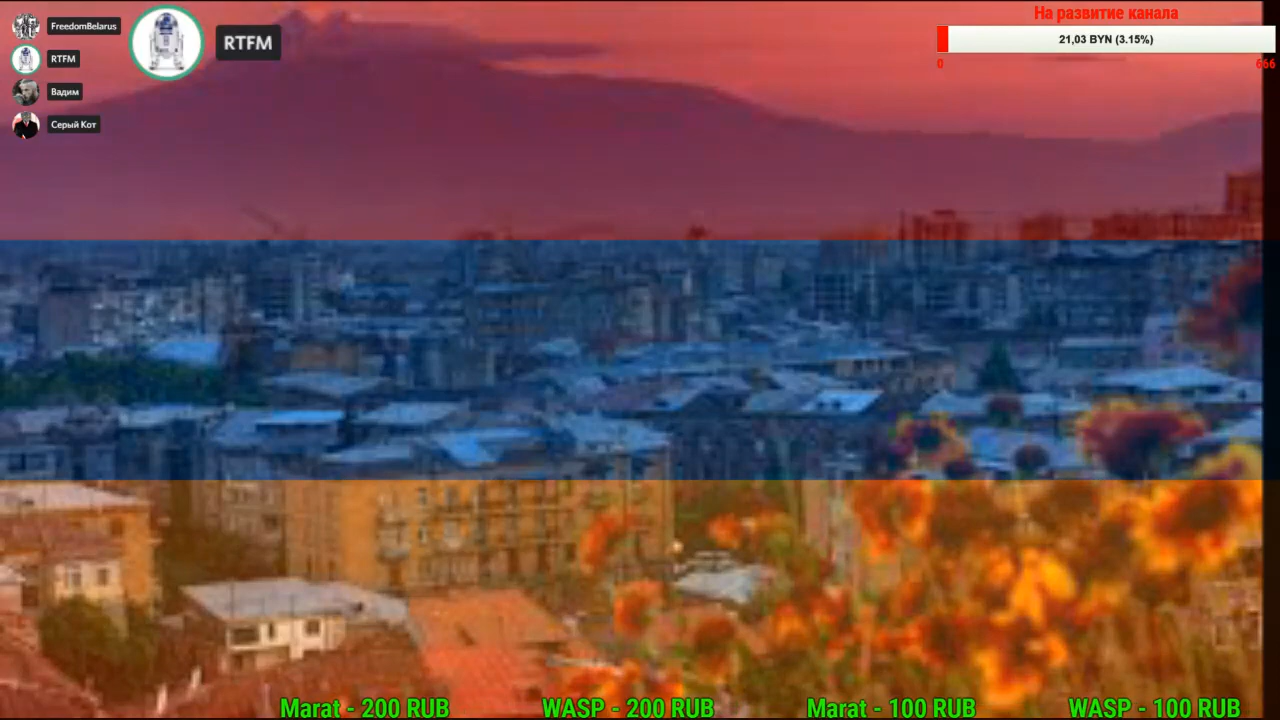 FreedomBelarus
RTFM
Вадим
Серый Кот
RTFM
На развитие канала
21,03 BYN (3.15%)
0
666
Marat - 200 RUB
WASP - 200 RUB
Marat - 100 RUB
WASP - 100 RUB